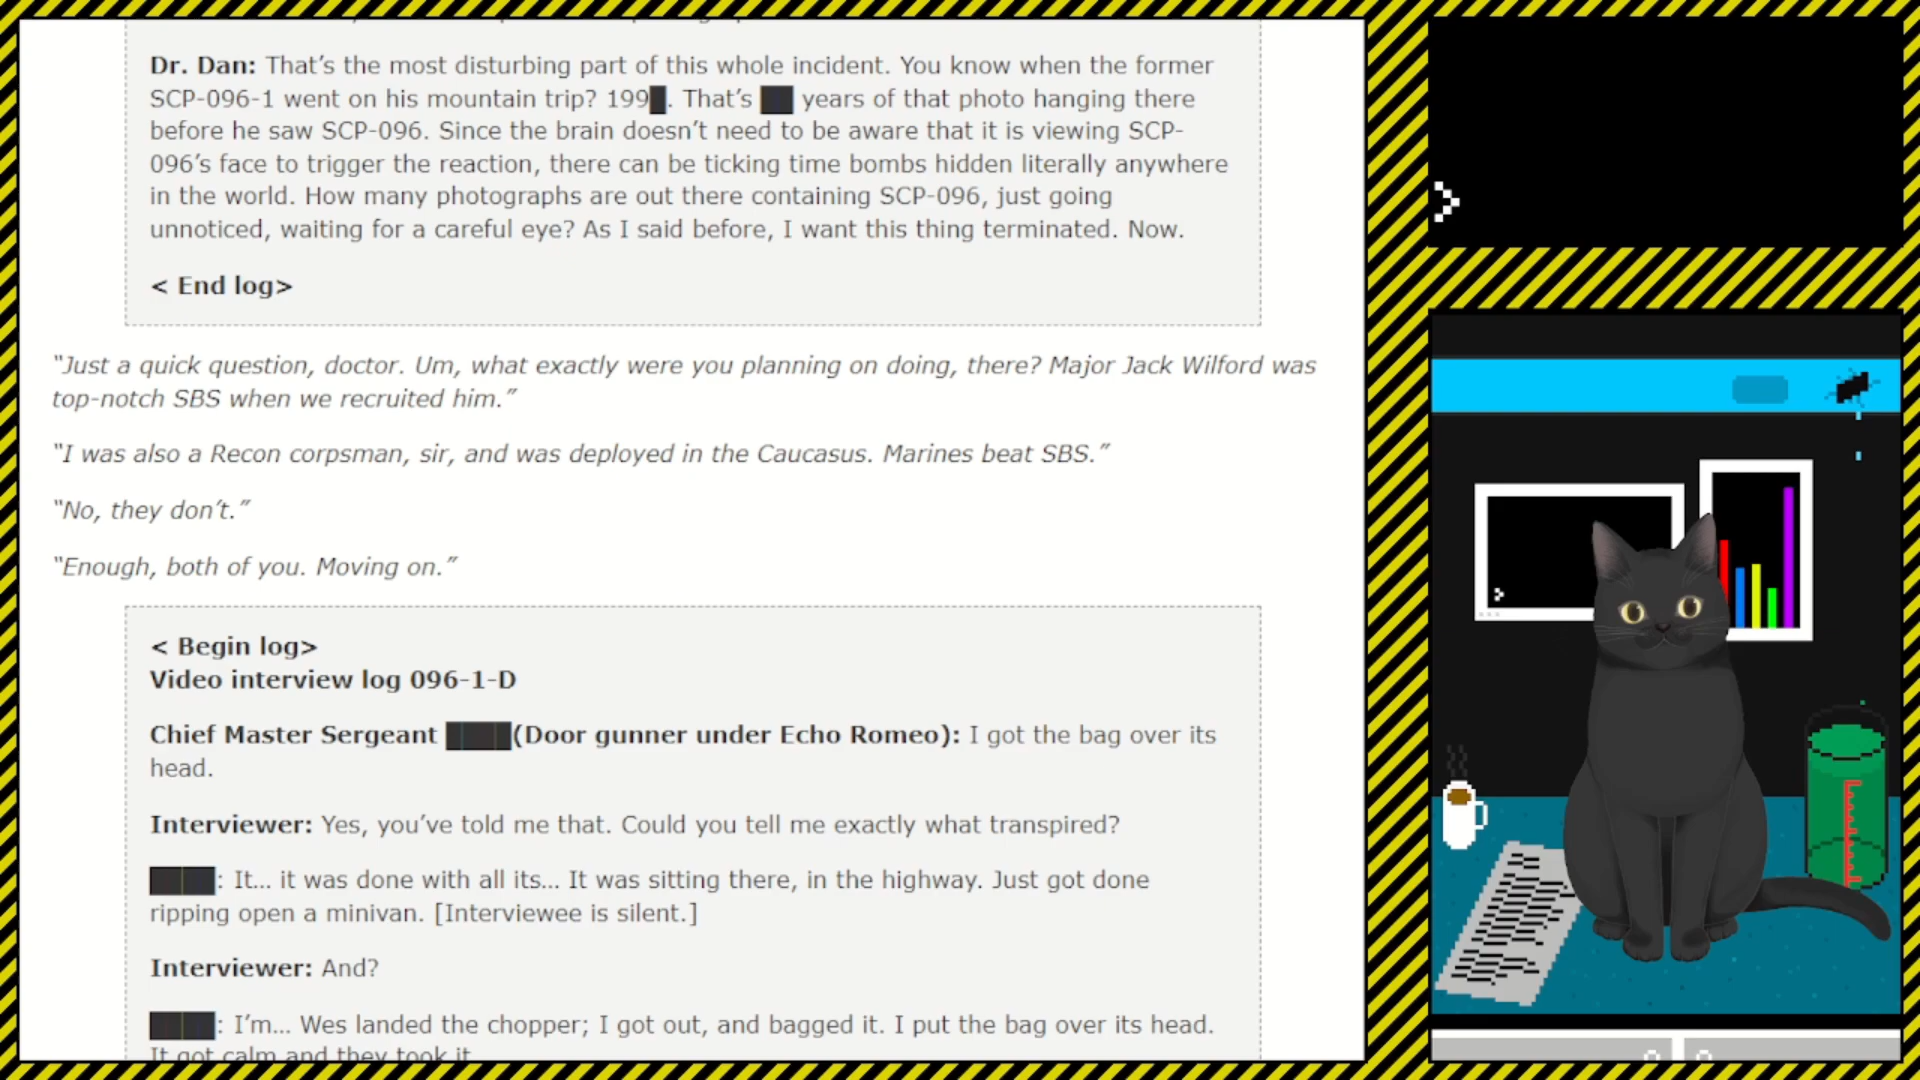 Dr. Dan: That’s the most disturbing part of this whole incident. You know when the former
SCP-096-1 went on his mountain trip? 199█. That’s ██ years of that photo hanging there
before he saw SCP-096. Since the brain doesn’t need to be aware that it is viewing SCP-
096’s face to trigger the reaction, there can be ticking time bombs hidden literally anywhere
in the world. How many photographs are out there containing SCP-096, just going
unnoticed, waiting for a careful eye? As I said before, I want this thing terminated. Now.
< End log>
“Just a quick question, doctor. Um, what exactly were you planning on doing, there? Major Jack Wilford was
top-notch SBS when we recruited him.”
“I was also a Recon corpsman, sir, and was deployed in the Caucasus. Marines beat SBS.”
“No, they don’t.”
“Enough, both of you. Moving on.”
< Begin log>
Video interview log 096-1-D
Chief Master Sergeant ████(Door gunner under Echo Romeo): I got the bag over its
head.
Interviewer: Yes, you’ve told me that. Could you tell me exactly what transpired?
████: It… it was done with all its… It was sitting there, in the highway. Just got done
ripping open a minivan. [Interviewee is silent.]
Interviewer: And?
████: I’m… Wes landed the chopper; I got out, and bagged it. I put the bag over its head.
It got calm and they took it